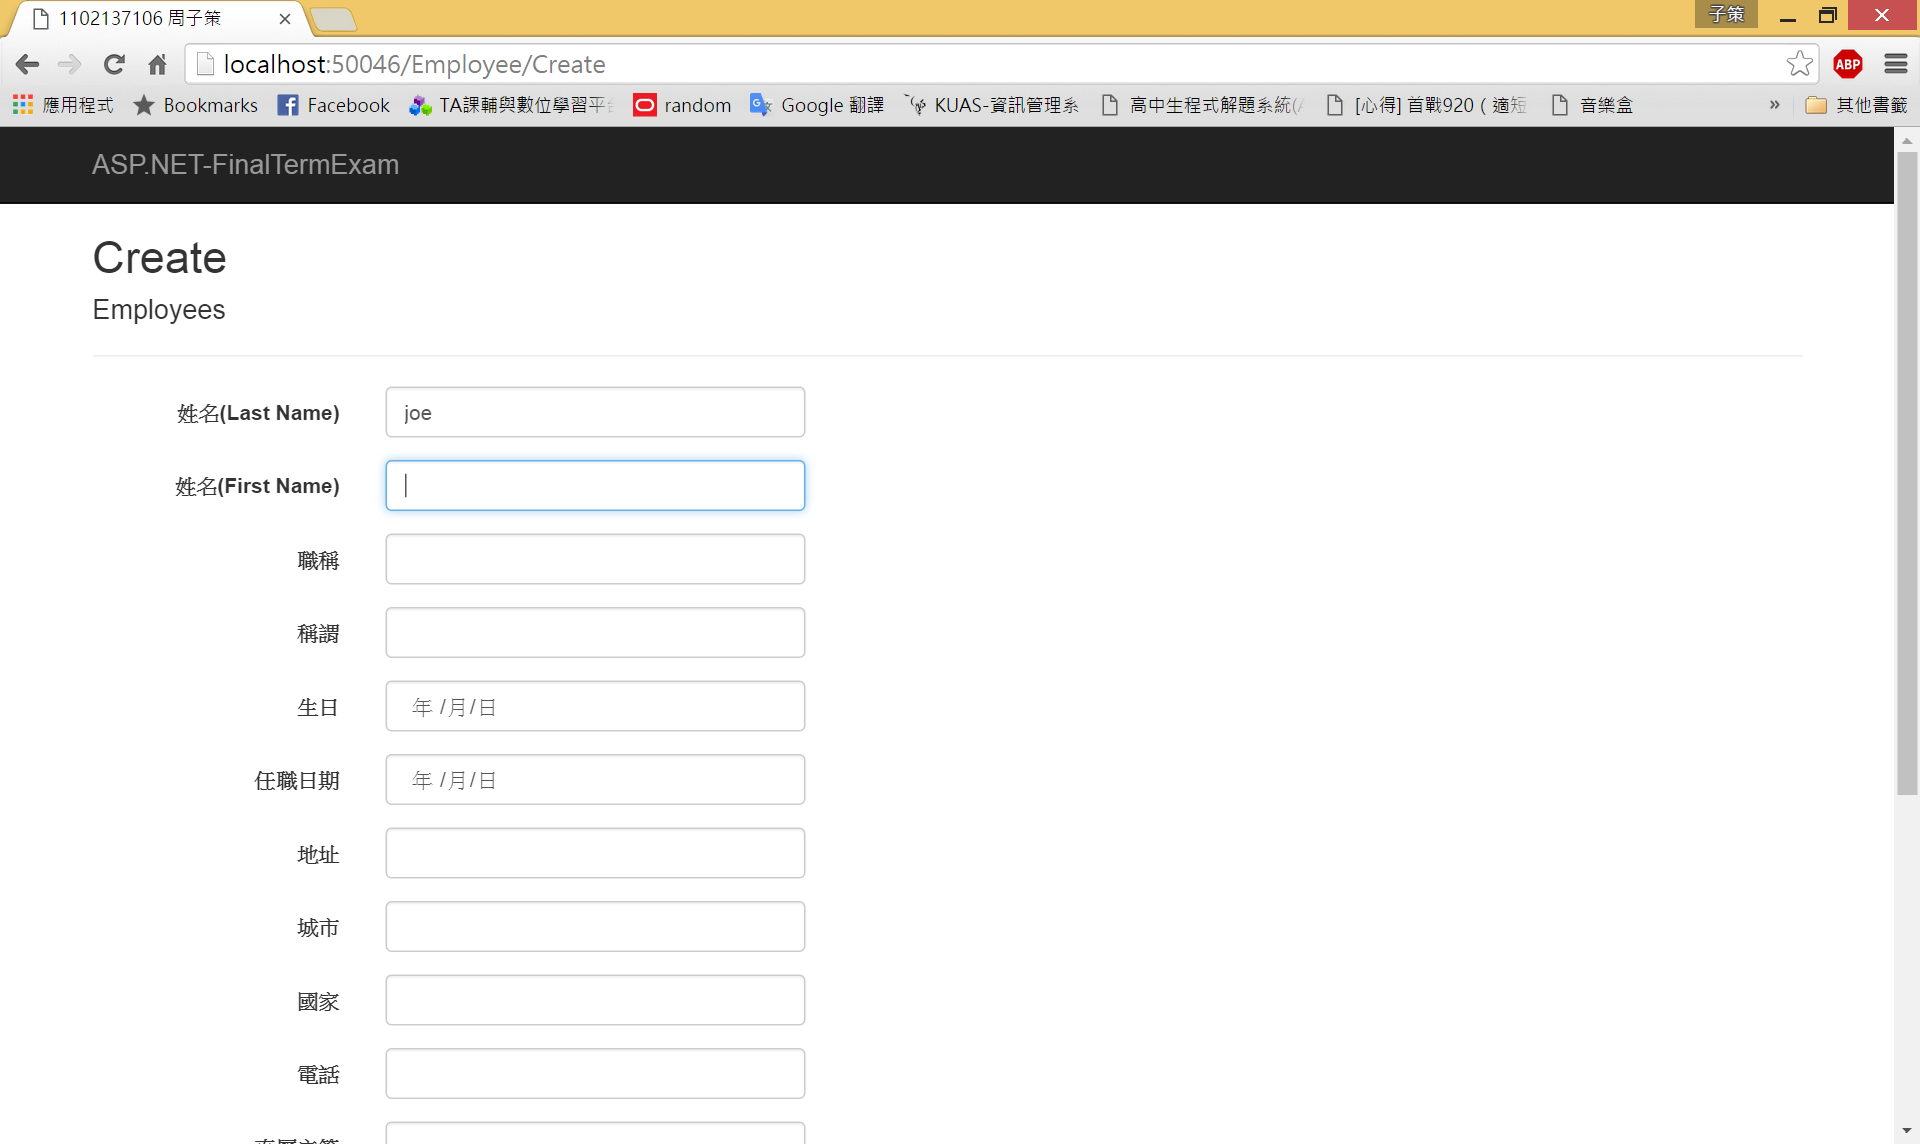 1102137106 周子策
子策
localhost:50046/Employee/Create
ABP
應用程式 Bookmarks Facebook TA課輔與數位學習平 random Google 翻譯 KUAS-資訊管理系 高中生程式解題系統(A [心得] 首戰920 ( 適短 音樂盒 » 其他書籤
ASP.NET-FinalTermExam
Create
Employees
姓名(Last Name) joe
姓名(First Name)
職稱
稱謂
生日 年 /月/日
任職日期 年 /月/日
地址
城市
國家
電話